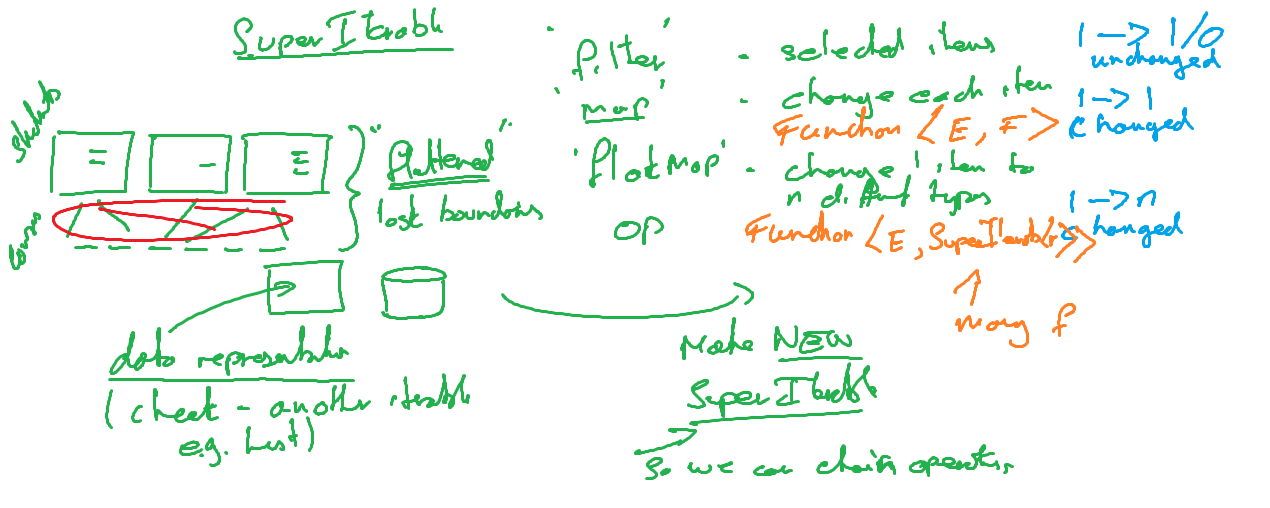 SuperIterable
'filter' - selected items
1 -> 1/0
unchanged
'map' - change each item
1 -> 1
changed
Function <E, F>
'flatMap' - change 1 item to
n different types
1 -> n
changed
Function <E, SuperIterable<F>>
many F
OP
Students
Courses
"flattened"
lost boundaries
data representation
(cheat - another iterable
e.g. List)
Make NEW
SuperIterable
so we can chain operations